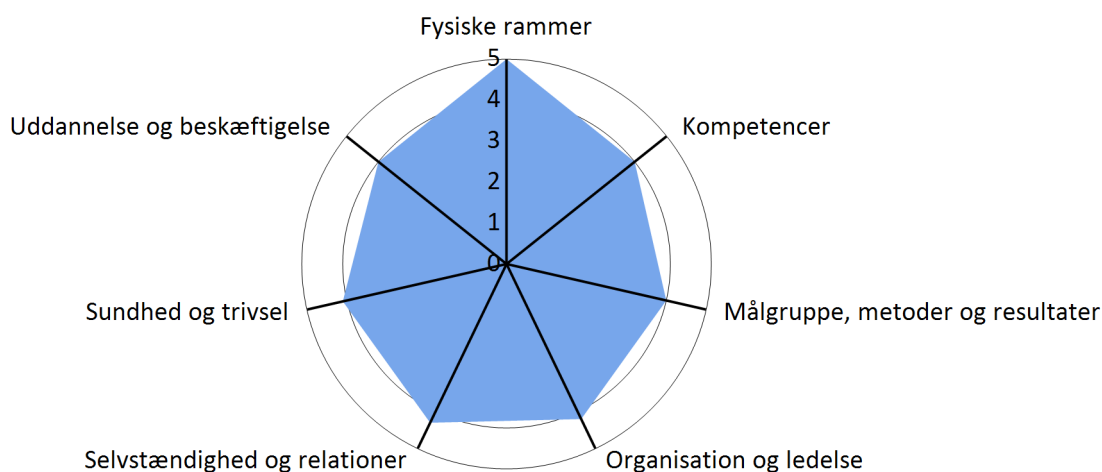 Fysiske rammer
5
4
3
2
1
0
Uddannelse og beskæftigelse
Kompetencer
Sundhed og trivsel
Målgruppe, metoder og resultater
Selvstændighed og relationer
Organisation og ledelse